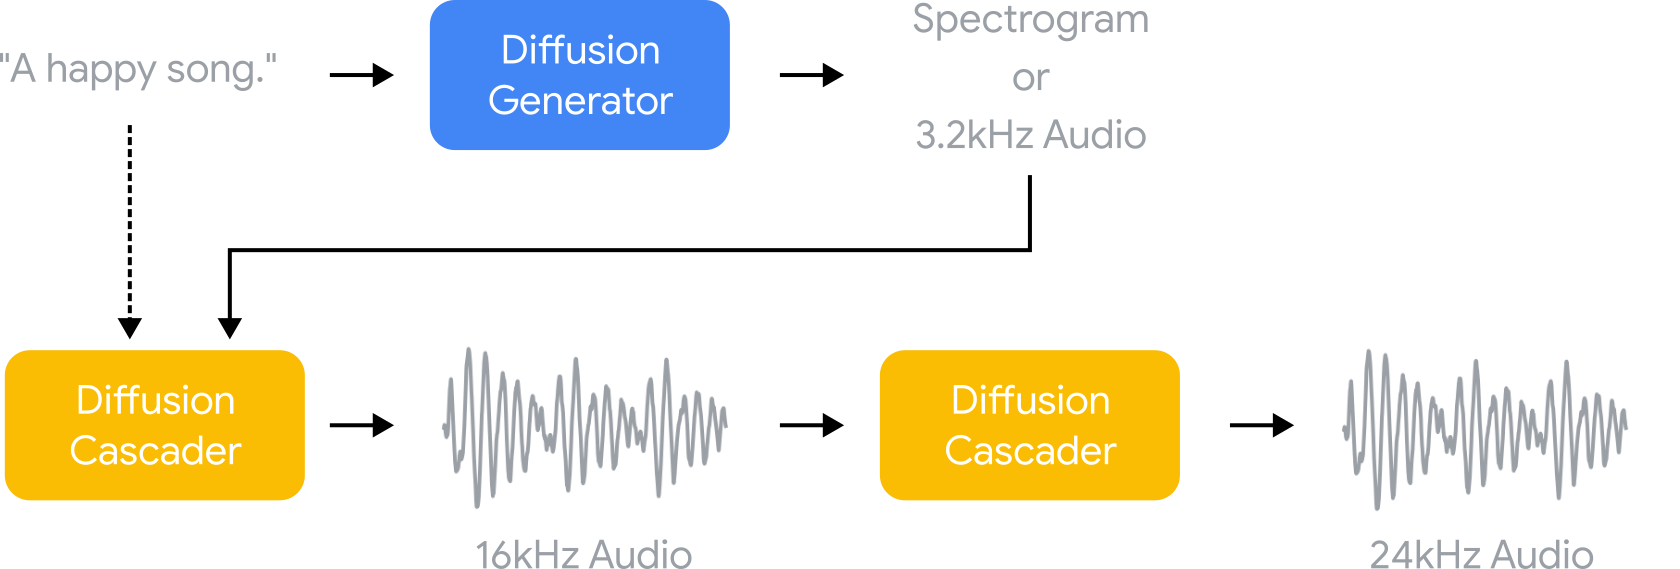 "A happy song."
Diffusion
Generator
Spectrogram
or
3.2kHz Audio
Diffusion
Cascader
16kHz Audio
Diffusion
Cascader
24kHz Audio